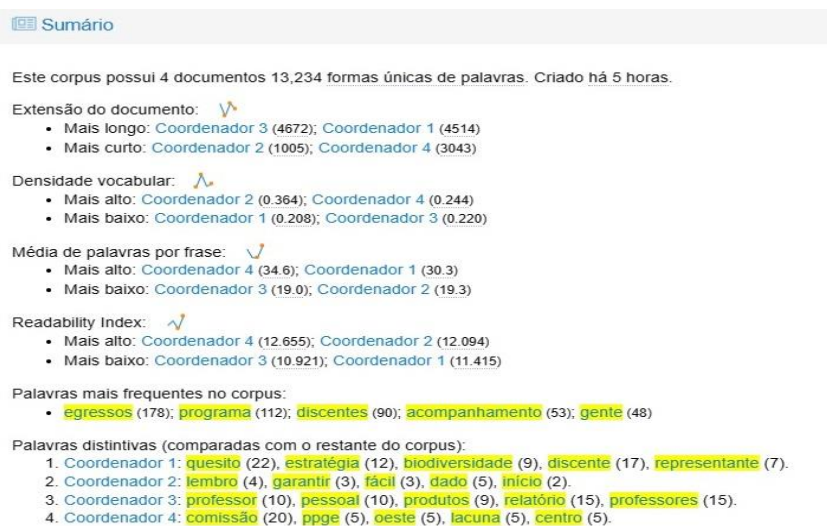 Sumário
Este corpus possui 4 documentos 13,234 formas únicas de palavras. Criado há 5 horas.
Extensão do documento:
• Mais longo: Coordenador 3 (4672); Coordenador 1 (4514)
• Mais curto: Coordenador 2 (1005); Coordenador 4 (3043)
Densidade vocabular:
• Mais alto: Coordenador 2 (0.364); Coordenador 4 (0.244)
• Mais baixo: Coordenador 1 (0.208); Coordenador 3 (0.220)
Média de palavras por frase:
• Mais alto: Coordenador 4 (34.6); Coordenador 1 (30.3)
• Mais baixo: Coordenador 3 (19.0); Coordenador 2 (19.3)
Readability Index:
• Mais alto: Coordenador 4 (12.655); Coordenador 2 (12.094)
• Mais baixo: Coordenador 3 (10.921); Coordenador 1 (11.415)
Palavras mais frequentes no corpus:
• egressos (178); programa (112); discentes (90); acompanhamento (53); gente (48)
Palavras distintivas (comparadas com o restante do corpus):
1. Coordenador 1: quesito (22), estratégia (12), biodiversidade (9), discente (17), representante (7).
2. Coordenador 2: lembro (4), garantir (3), fácil (3), dado (5), início (2).
3. Coordenador 3: professor (10), pessoal (10), produtos (9), relatório (15), professores (15).
4. Coordenador 4: comissão (20), ppge (5), oeste (5), lacuna (5), centro (5).